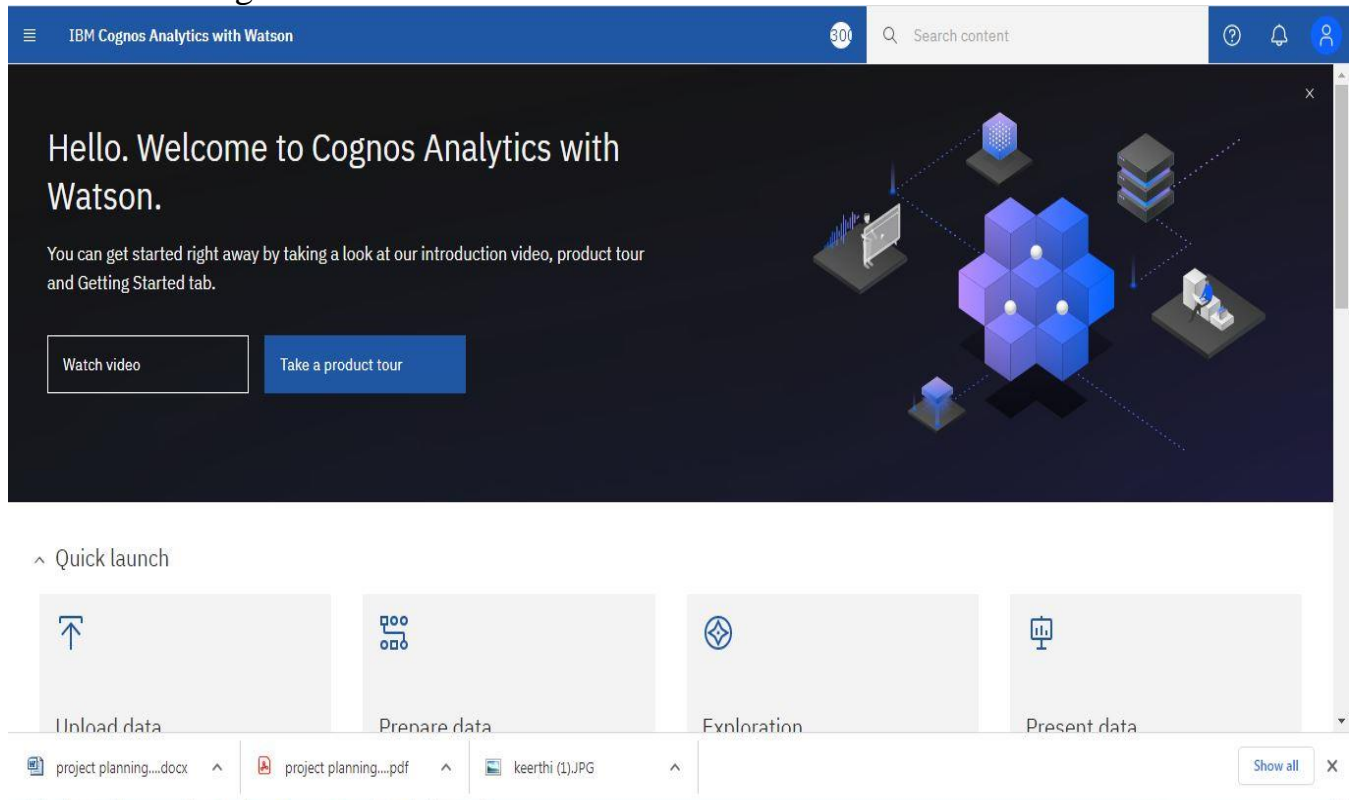 IBM Cognos Analytics with Watson
300
Search content
Hello. Welcome to Cognos Analytics with
Watson.
You can get started right away by taking a look at our introduction video, product tour
and Getting Started tab.
Watch video
Take a product tour
Quick launch
Upload data
Prepare data
Exploration
Present data
project planning....docx
project planning....pdf
keerthi (1).JPG
Show all